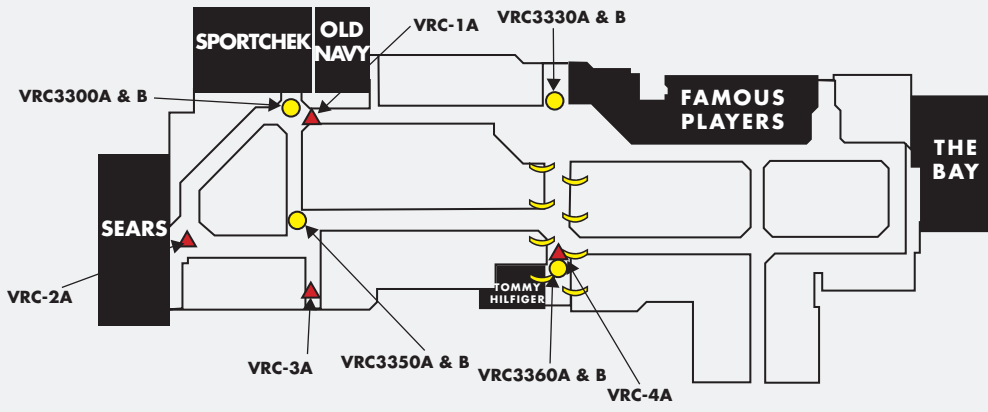 SPORTCHEK
OLD
NAVY
VRC-1A
VRC3330A & B
VRC3300A & B
FAMOUS
PLAYERS
THE
BAY
SEARS
VRC-2A
TOMMY
HILFIGER
VRC-3A
VRC3350A & B
VRC3360A & B
VRC-4A